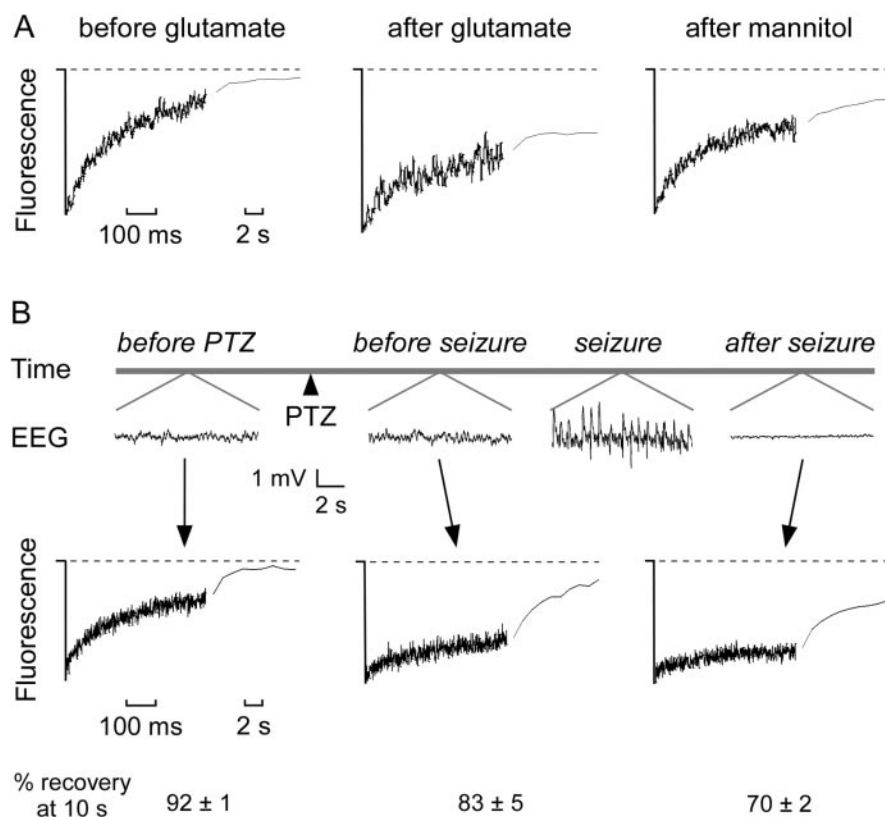 A
before glutamate after glutamate after mannitol
Fluorescence
100 ms 2 s
B
before PTZ before seizure seizure after seizure
Time
PTZ
EEG
1 mV
2 s
Fluorescence
100 ms 2 s
% recovery
at 10 s 92 ± 1 83 ± 5 70 ± 2